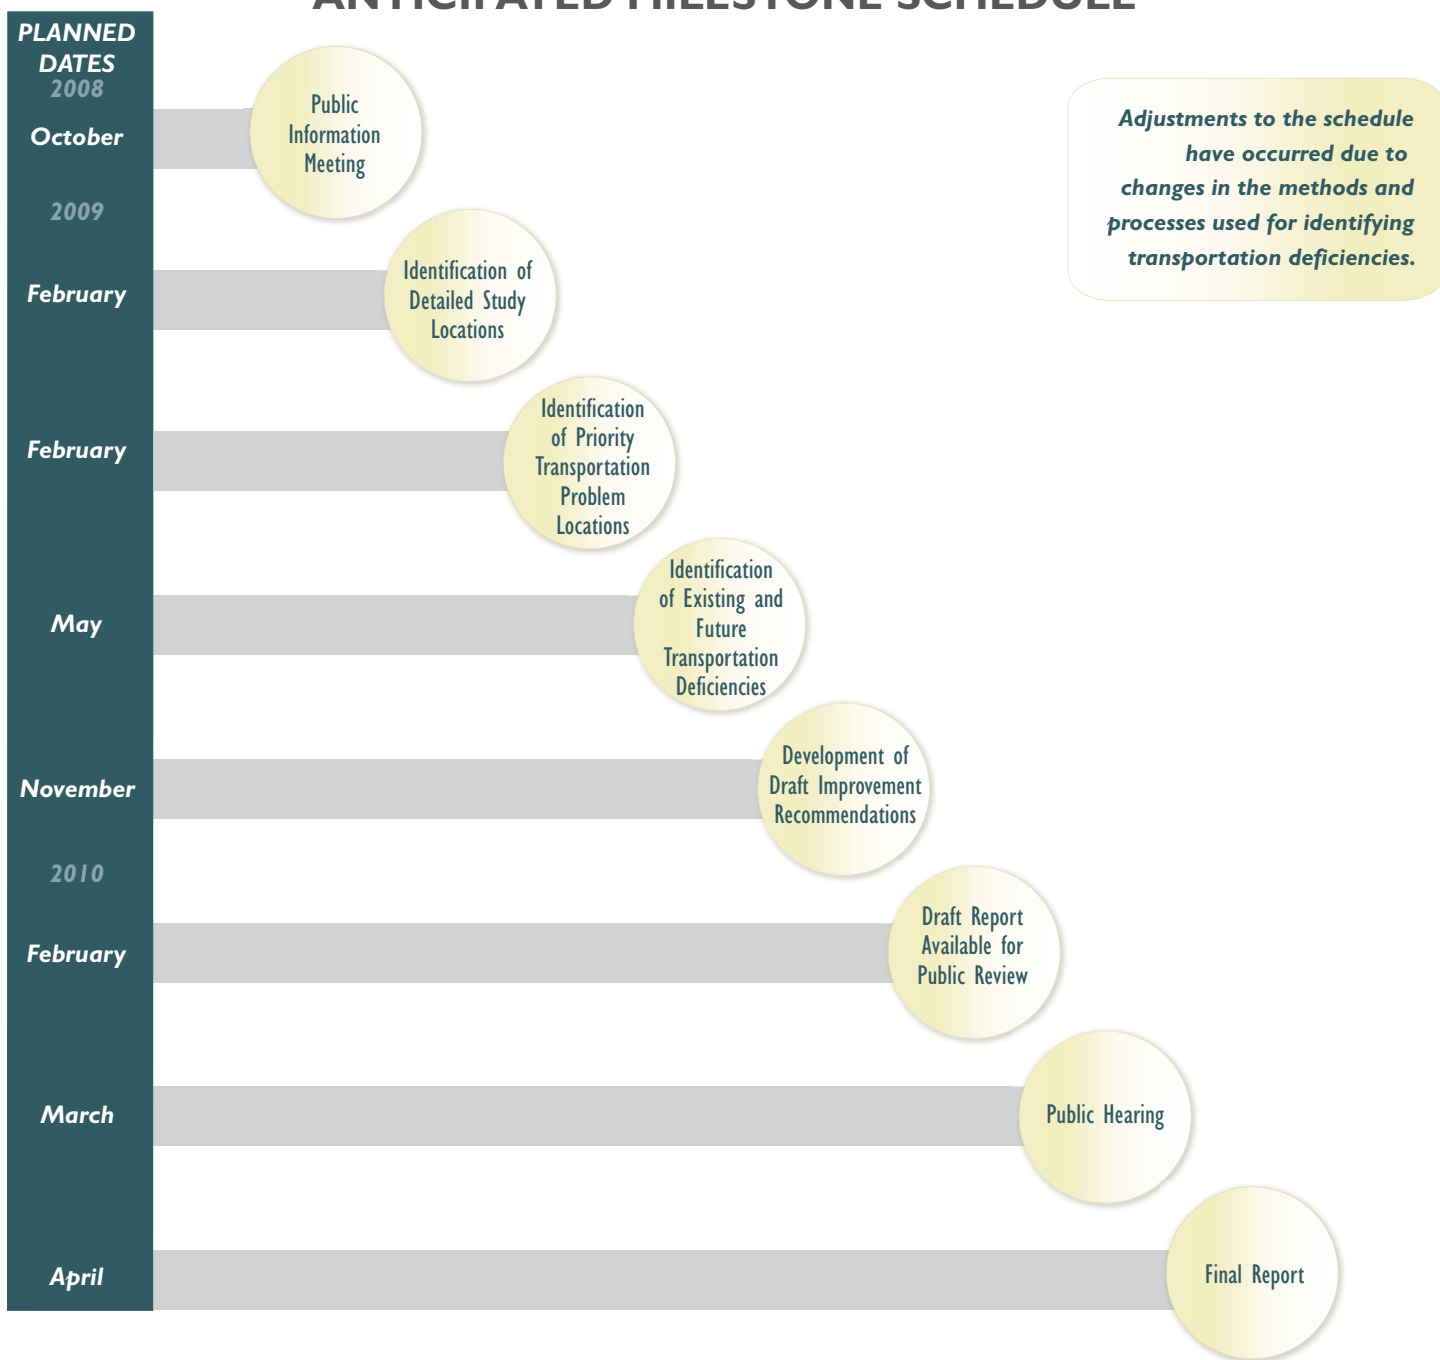 ANTICIPATED MILESTONE SCHEDULE
PLANNED
DATES
2008
October
Public
Information
Meeting
Adjustments to the schedule
have occurred due to
changes in the methods and
processes used for identifying
transportation deficiencies.
2009
February
Identification of
Detailed Study
Locations
February
Identification
of Priority
Transportation
Problem
Locations
May
Identification
of Existing and
Future
Transportation
Deficiencies
November
Development of
Draft Improvement
Recommendations
2010
February
Draft Report
Available for
Public Review
March
Public Hearing
April
Final Report